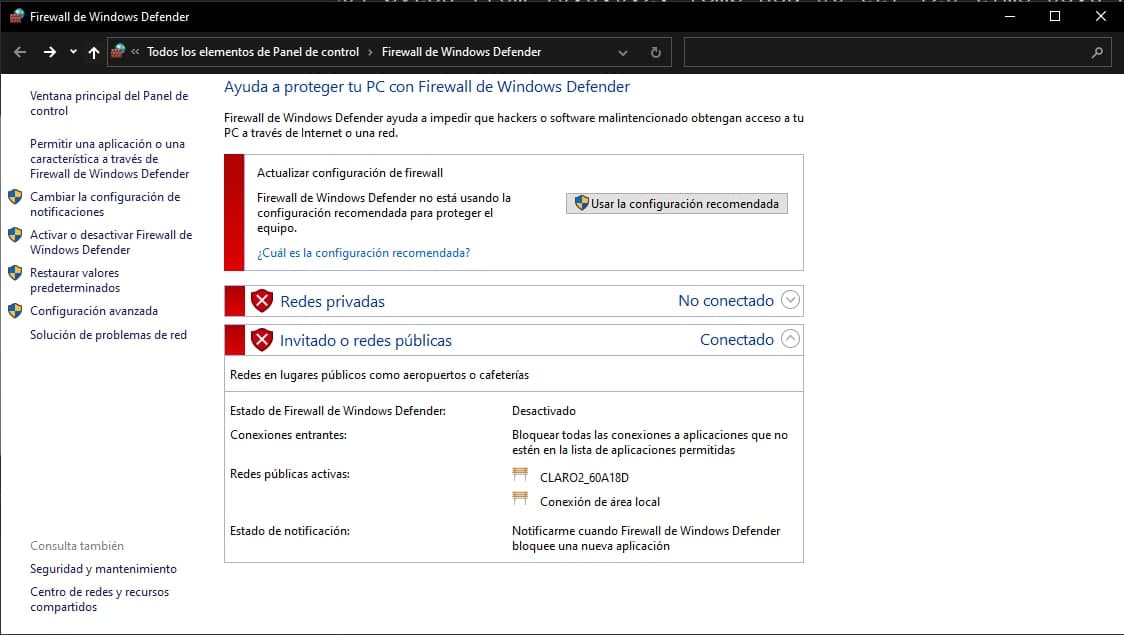 Firewall de Windows Defender
Todos los elementos de Panel de control
Firewall de Windows Defender
Ventana principal del Panel de
control
Permitir una aplicación o una
característica a través de
Firewall de Windows Defender
Cambiar la configuración de
notificaciones
Activar o desactivar Firewall de
Windows Defender
Restaurar valores
predeterminados
Configuración avanzada
Solución de problemas de red
Ayuda a proteger tu PC con Firewall de Windows Defender
Firewall de Windows Defender ayuda a impedir que hackers o software malintencionado obtengan acceso a tu
PC a través de Internet o una red.
Actualizar configuración de firewall
Firewall de Windows Defender no está usando la
configuración recomendada para proteger el
equipo.
Usar la configuración recomendada
¿Cuál es la configuración recomendada?
Redes privadas No conectado
Invitado o redes públicas Conectado
Redes en lugares públicos como aeropuertos o cafeterías
Estado de Firewall de Windows Defender: Desactivado
Conexiones entrantes: Bloquear todas las conexiones a aplicaciones que no
estén en la lista de aplicaciones permitidas
Redes públicas activas: CLARO2_60A18D
Conexión de área local
Estado de notificación: Notificarme cuando Firewall de Windows Defender
bloquee una nueva aplicación
Consulta también
Seguridad y mantenimiento
Centro de redes y recursos
compartidos